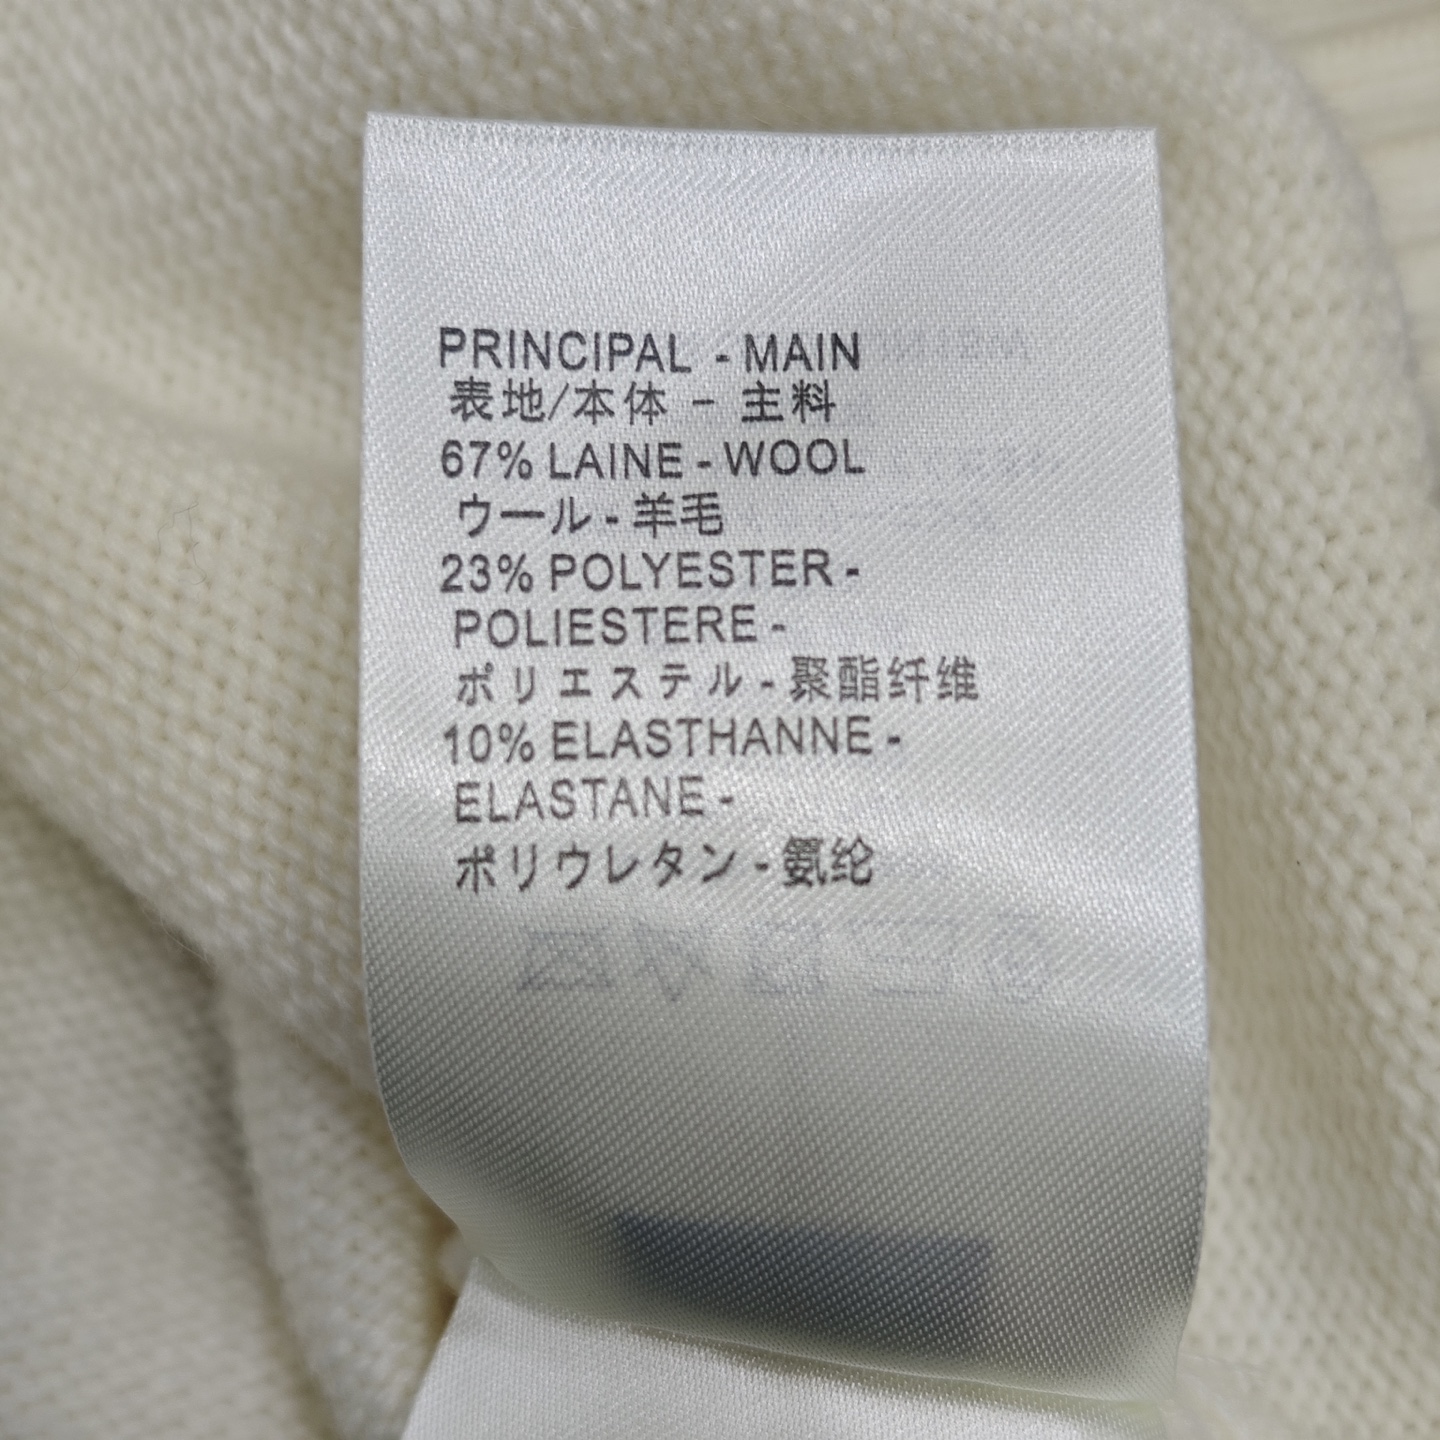 PRINCIPAL - MAIN
表地/本体 - 主料
67% LAINE - WOOL
ウール - 羊毛
23% POLYESTER -
POLIESTERE -
ポリエステル - 聚酯纤维
10% ELASTHANNE -
ELASTANE -
ポリウレタン - 氨纶